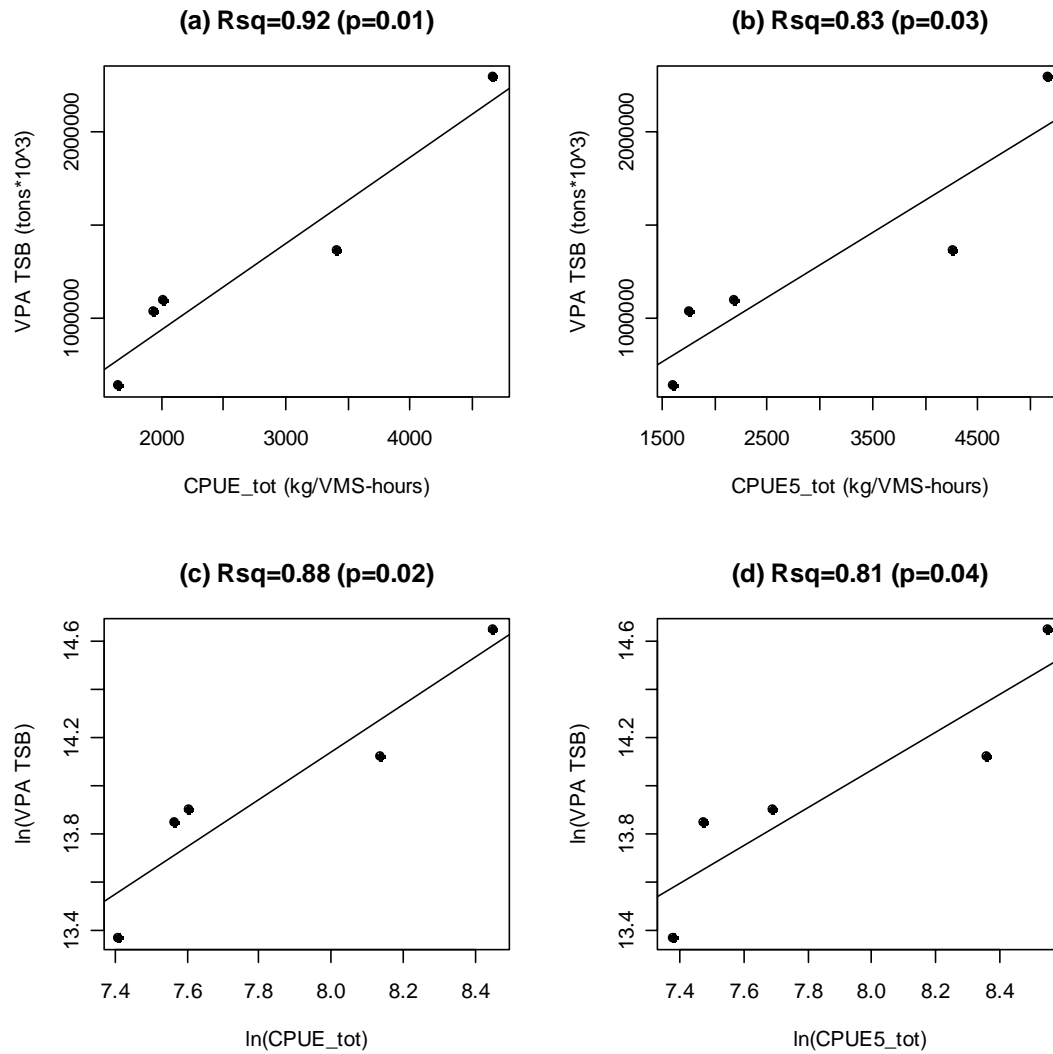 (a) Rsq=0.92 (p=0.01)
VPA TSB (tons*10^3)
2000000
1000000
2000 3000 4000
CPUE_tot (kg/VMS-hours)
(b) Rsq=0.83 (p=0.03)
VPA TSB (tons*10^3)
2000000
1000000
1500 2500 3500 4500
CPUE5_tot (kg/VMS-hours)
(c) Rsq=0.88 (p=0.02)
ln(VPA TSB)
14.6
14.2
13.8
13.4
7.4 7.6 7.8 8.0 8.2 8.4
ln(CPUE_tot)
(d) Rsq=0.81 (p=0.04)
ln(VPA TSB)
14.6
14.2
13.8
13.4
7.4 7.6 7.8 8.0 8.2 8.4
ln(CPUE5_tot)